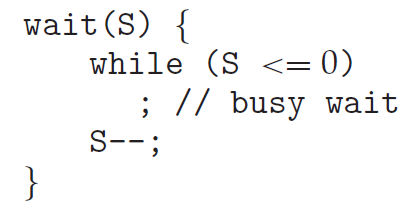 wait(S) {
while (S <= 0)
; // busy wait
S--;
}